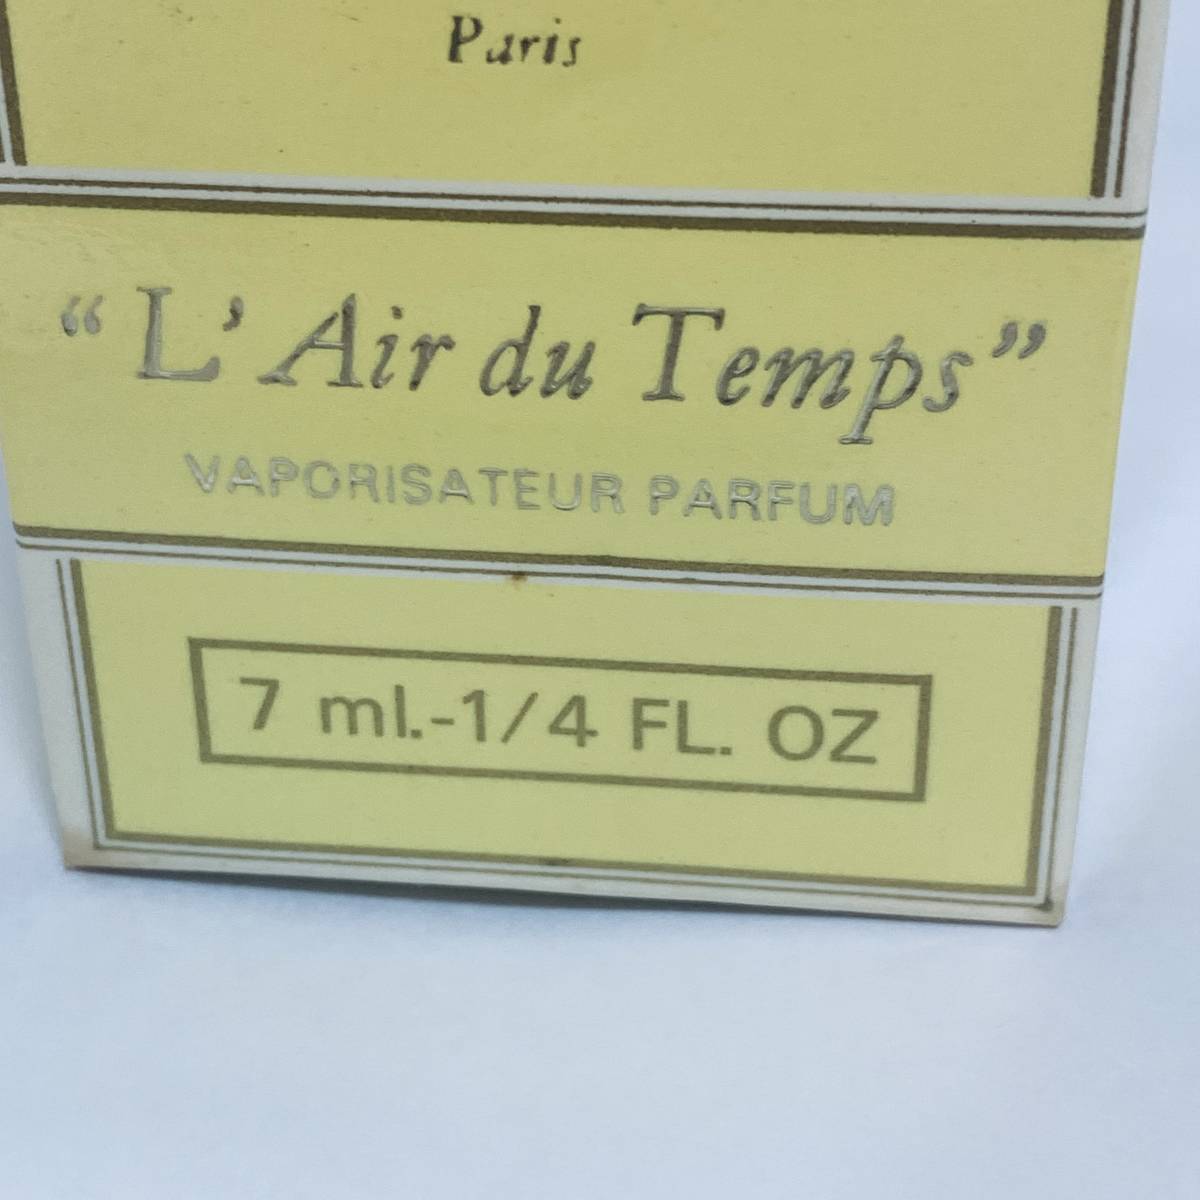 Paris
“L’Air du Temps”
VAPORISATEUR PARFUM
7 ml.-1/4 FL. OZ